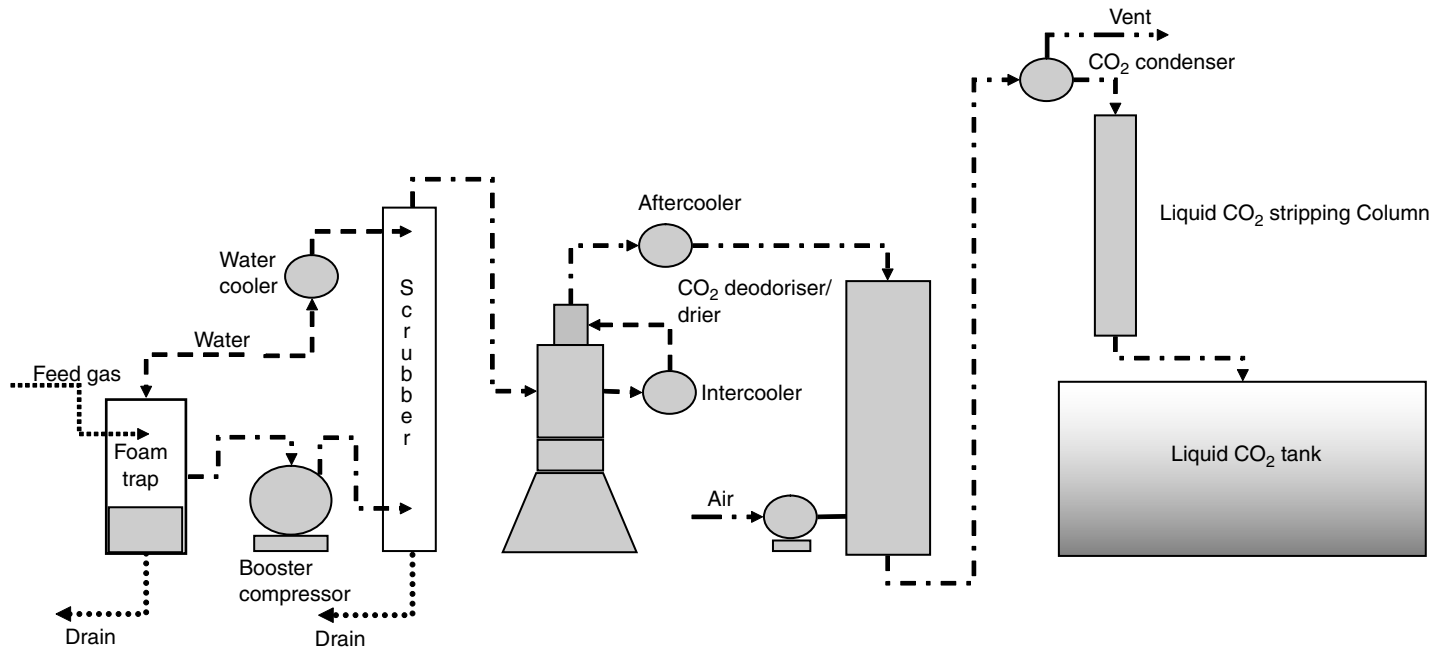 Vent
CO2 condenser
Liquid CO2 stripping Column
Aftercooler
Water
cooler
Scrubber
CO2 deodoriser/
drier
Water
Feed gas
Intercooler
Foam
trap
Liquid CO2 tank
Air
Booster
compressor
Drain
Drain